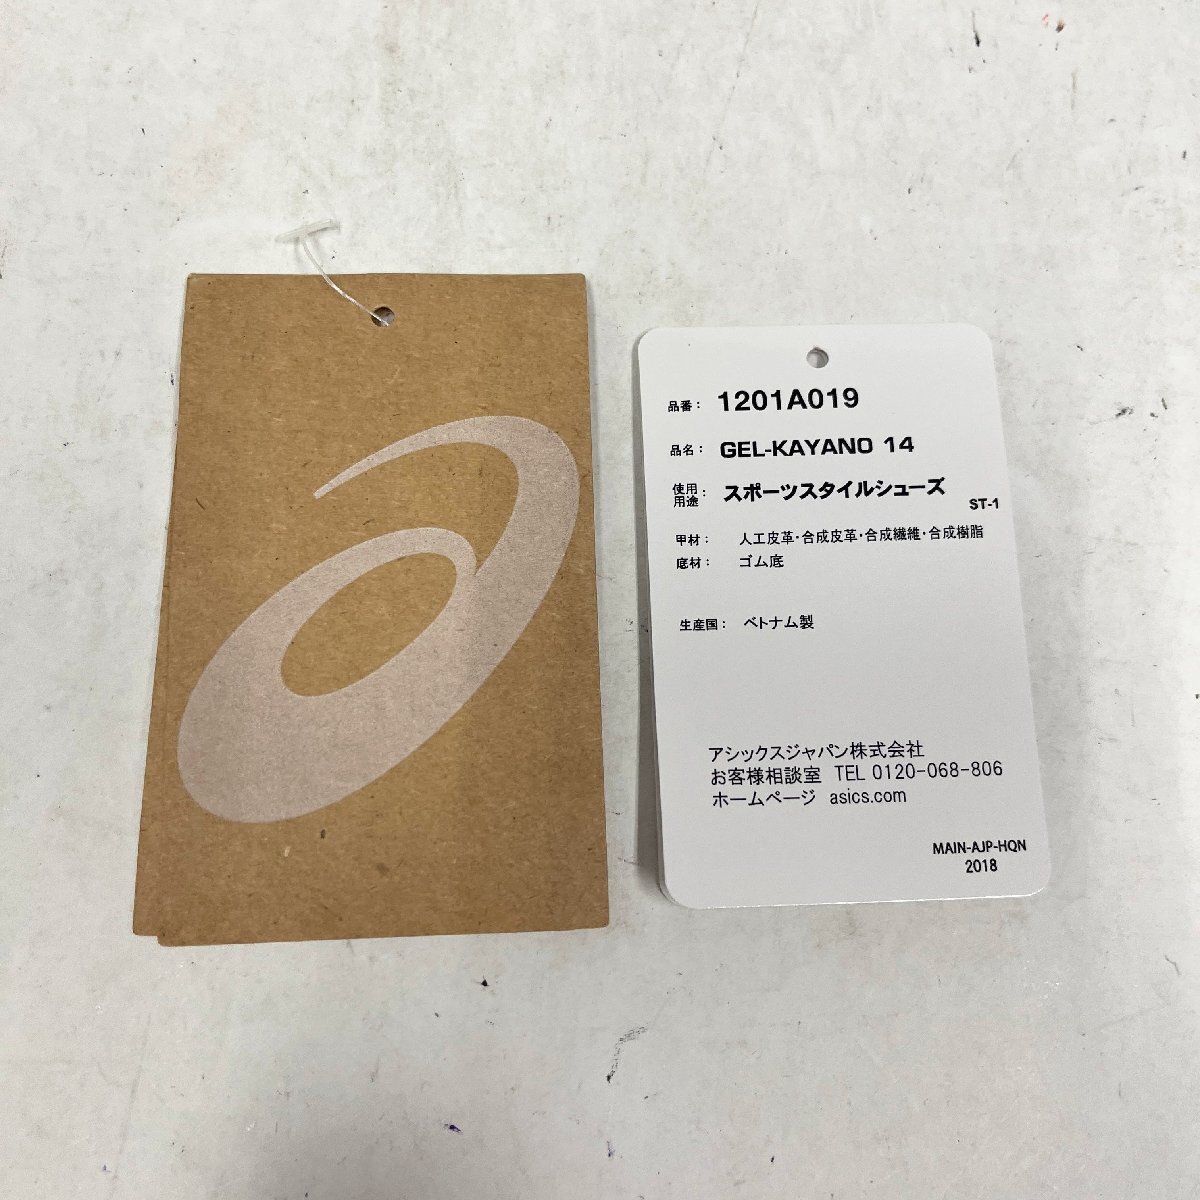 品番: 1201A019
品名: GEL-KAYANO 14
使用用途: スポーツスタイルシューズ
ST-1
甲材: 人工皮革・合成皮革・合成繊維・合成樹脂
底材: ゴム底
生産国: ベトナム製
アシックスジャパン株式会社
お客様相談室 TEL 0120-068-806
ホームページ asics.com
MAIN-AJP-HQN
2018